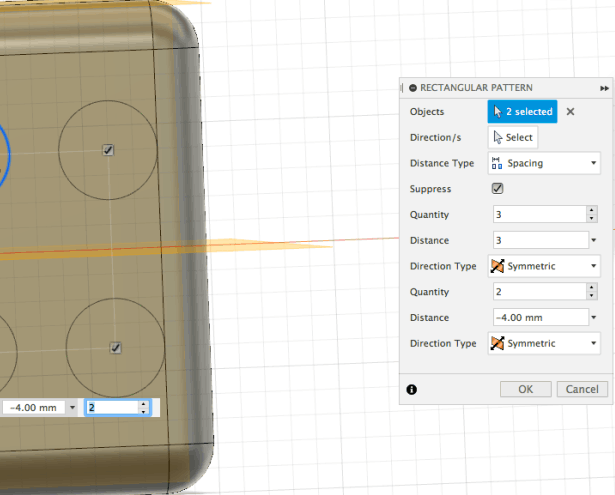 RECTANGULAR PATTERN
Objects 2 selected
Direction/s Select
Distance Type Spacing
Suppress
Quantity 3
Distance 3
Direction Type Symmetric
Quantity 2
Distance -4.00 mm
Direction Type Symmetric
OK Cancel
-4.00 mm 2